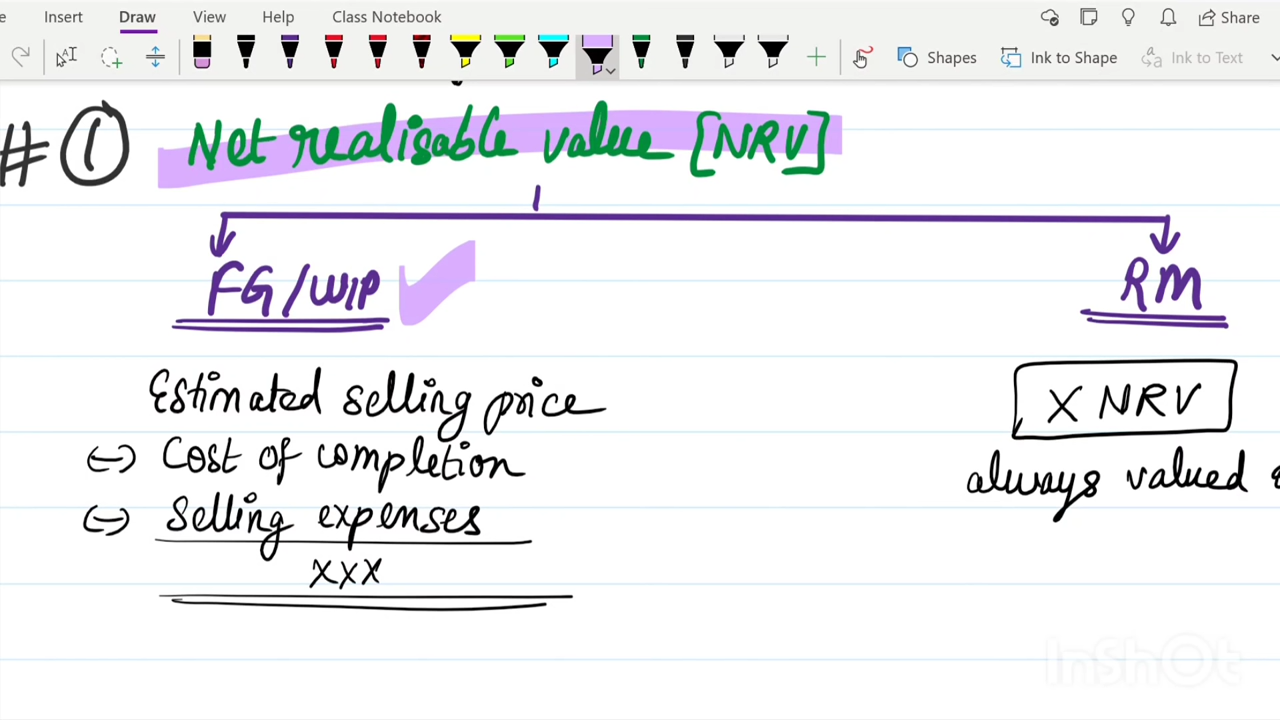 Insert Draw View Help Class Notebook Share
Shapes Ink to Shape Ink to Text
# ① Net realisable value [NRV]
FG/WIP RM
Estimated selling price
X NRV
(-) Cost of completion
always valued
(-) Selling expenses
XXX
InShOt